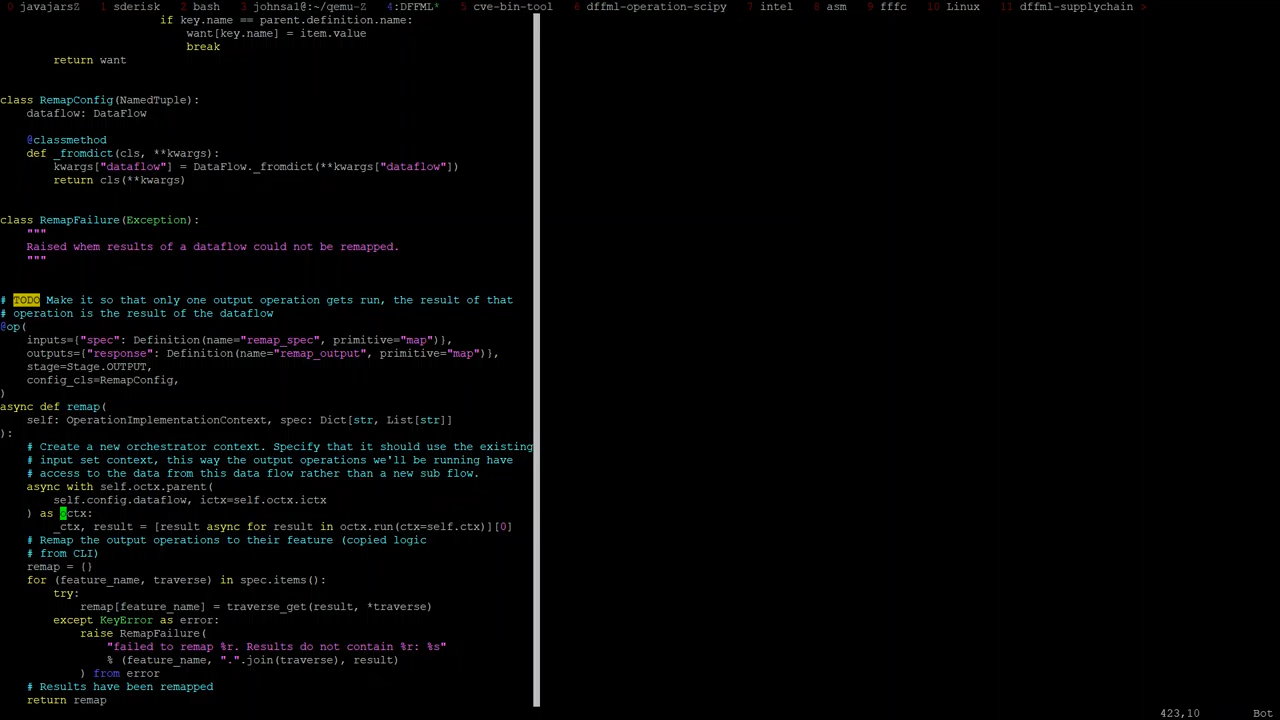 0 javajarsZ 1 sderisk 2 bash 3 johnsa1@:~/qemu-Z 4:DFFML* 5 cve-bin-tool 6 dffml-operation-scipy 7 intel 8 asm 9 fffc 10 Linux 11 dffml-supplychain >
if key.name == parent.definition.name:
want[key.name] = item.value
break
return want
class RemapConfig(NamedTuple):
dataflow: DataFlow
@classmethod
def _fromdict(cls, **kwargs):
kwargs["dataflow"] = DataFlow._fromdict(**kwargs["dataflow"])
return cls(**kwargs)
class RemapFailure(Exception):
"""
Raised whem results of a dataflow could not be remapped.
"""
# TODO Make it so that only one output operation gets run, the result of that
# operation is the result of the dataflow
@op(
inputs={"spec": Definition(name="remap_spec", primitive="map")},
outputs={"response": Definition(name="remap_output", primitive="map")},
stage=Stage.OUTPUT,
config_cls=RemapConfig,
)
async def remap(
self: OperationImplementationContext, spec: Dict[str, List[str]]
):
# Create a new orchestrator context. Specify that it should use the existing
# input set context, this way the output operations we'll be running have
# access to the data from this data flow rather than a new sub flow.
async with self.octx.parent(
self.config.dataflow, ictx=self.octx.ictx
) as octx:
_ctx, result = [result async for result in octx.run(ctx=self.ctx)][0]
# Remap the output operations to their feature (copied logic
# from CLI)
remap = {}
for (feature_name, traverse) in spec.items():
try:
remap[feature_name] = traverse_get(result, *traverse)
except KeyError as error:
raise RemapFailure(
"failed to remap %r. Results do not contain %r: %s"
% (feature_name, ".".join(traverse), result)
) from error
# Results have been remapped
return remap
423,10 Bot